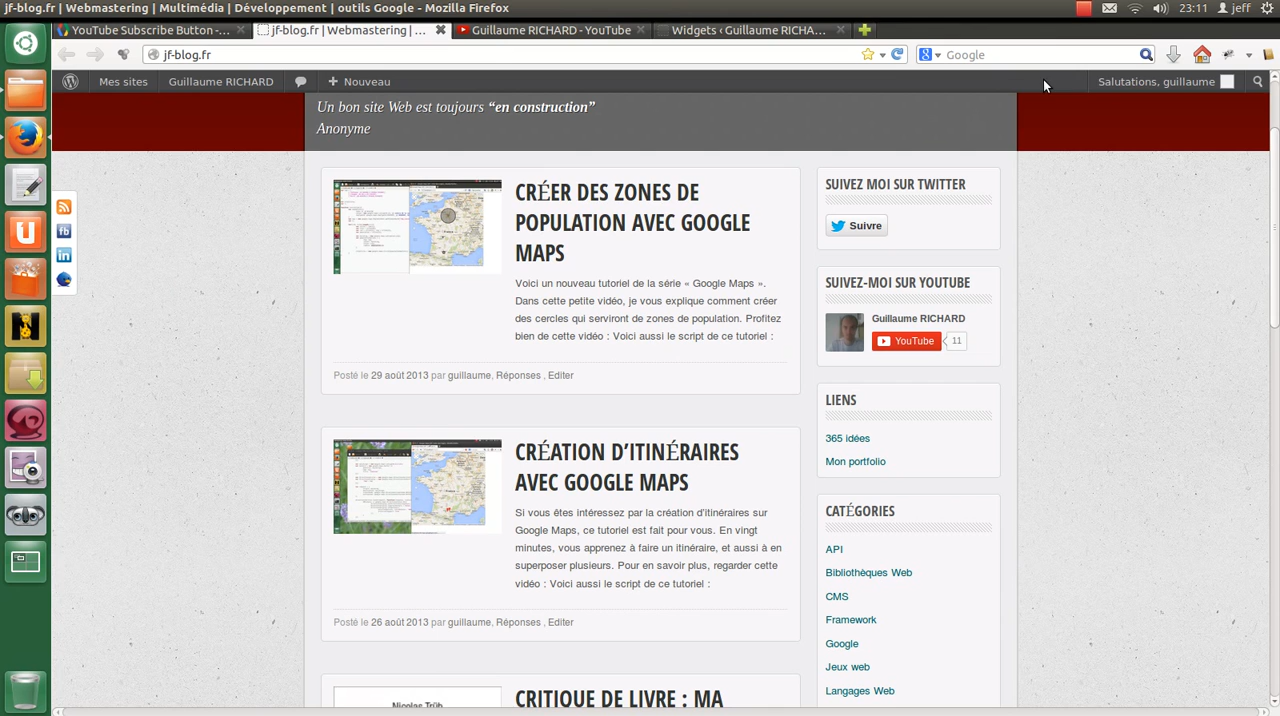 jf-blog.fr | Webmastering | Multimédia | Développement | outils Google - Mozilla Firefox
23:11
jeff
YouTube Subscribe Button -...
jf-blog.fr | Webmastering | ...
Guillaume RICHARD - YouTube
Widgets ‹ Guillaume RICHA...
jf-blog.fr
Google
Mes sites
Guillaume RICHARD
Nouveau
Salutations, guillaume
Un bon site Web est toujours “en construction”
Anonyme
CRÉER DES ZONES DE
POPULATION AVEC GOOGLE
MAPS
Voici un nouveau tutoriel de la série « Google Maps ».
Dans cette petite vidéo, je vous explique comment créer
des cercles qui serviront de zones de population. Profitez
bien de cette vidéo : Voici aussi le script de ce tutoriel :
Posté le 29 août 2013 par guillaume, Réponses , Editer
CRÉATION D’ITINÉRAIRES
AVEC GOOGLE MAPS
Si vous êtes intéressez par la création d’itinéraires sur
Google Maps, ce tutoriel est fait pour vous. En vingt
minutes, vous apprenez à faire un itinéraire, et aussi à en
superposer plusieurs. Pour en savoir plus, regarder cette
vidéo : Voici aussi le script de ce tutoriel :
Posté le 26 août 2013 par guillaume, Réponses , Editer
Nicolas Trüb
CRITIQUE DE LIVRE : MA
SUIVEZ MOI SUR TWITTER
Suivre
SUIVEZ-MOI SUR YOUTUBE
Guillaume RICHARD
YouTube
11
LIENS
365 idées
Mon portfolio
CATÉGORIES
API
Bibliothèques Web
CMS
Framework
Google
Jeux web
Langages Web